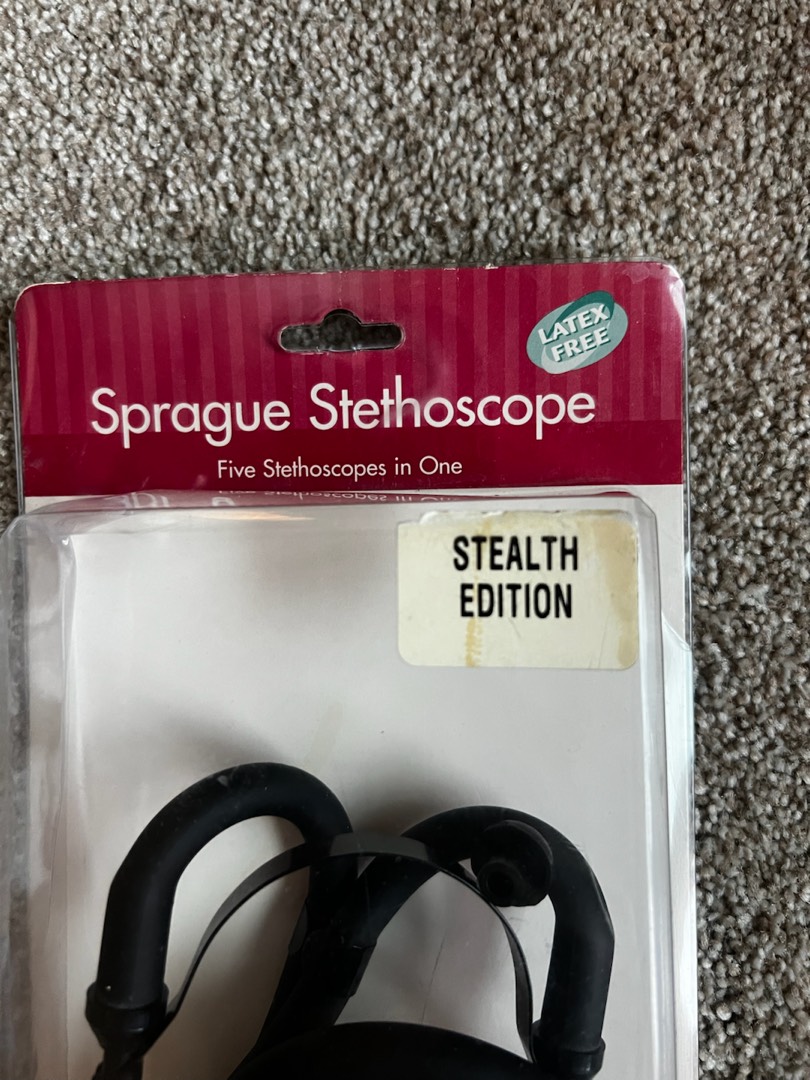 LATEX
FREE
Sprague Stethoscope
Five Stethoscopes in One
STEALTH
EDITION